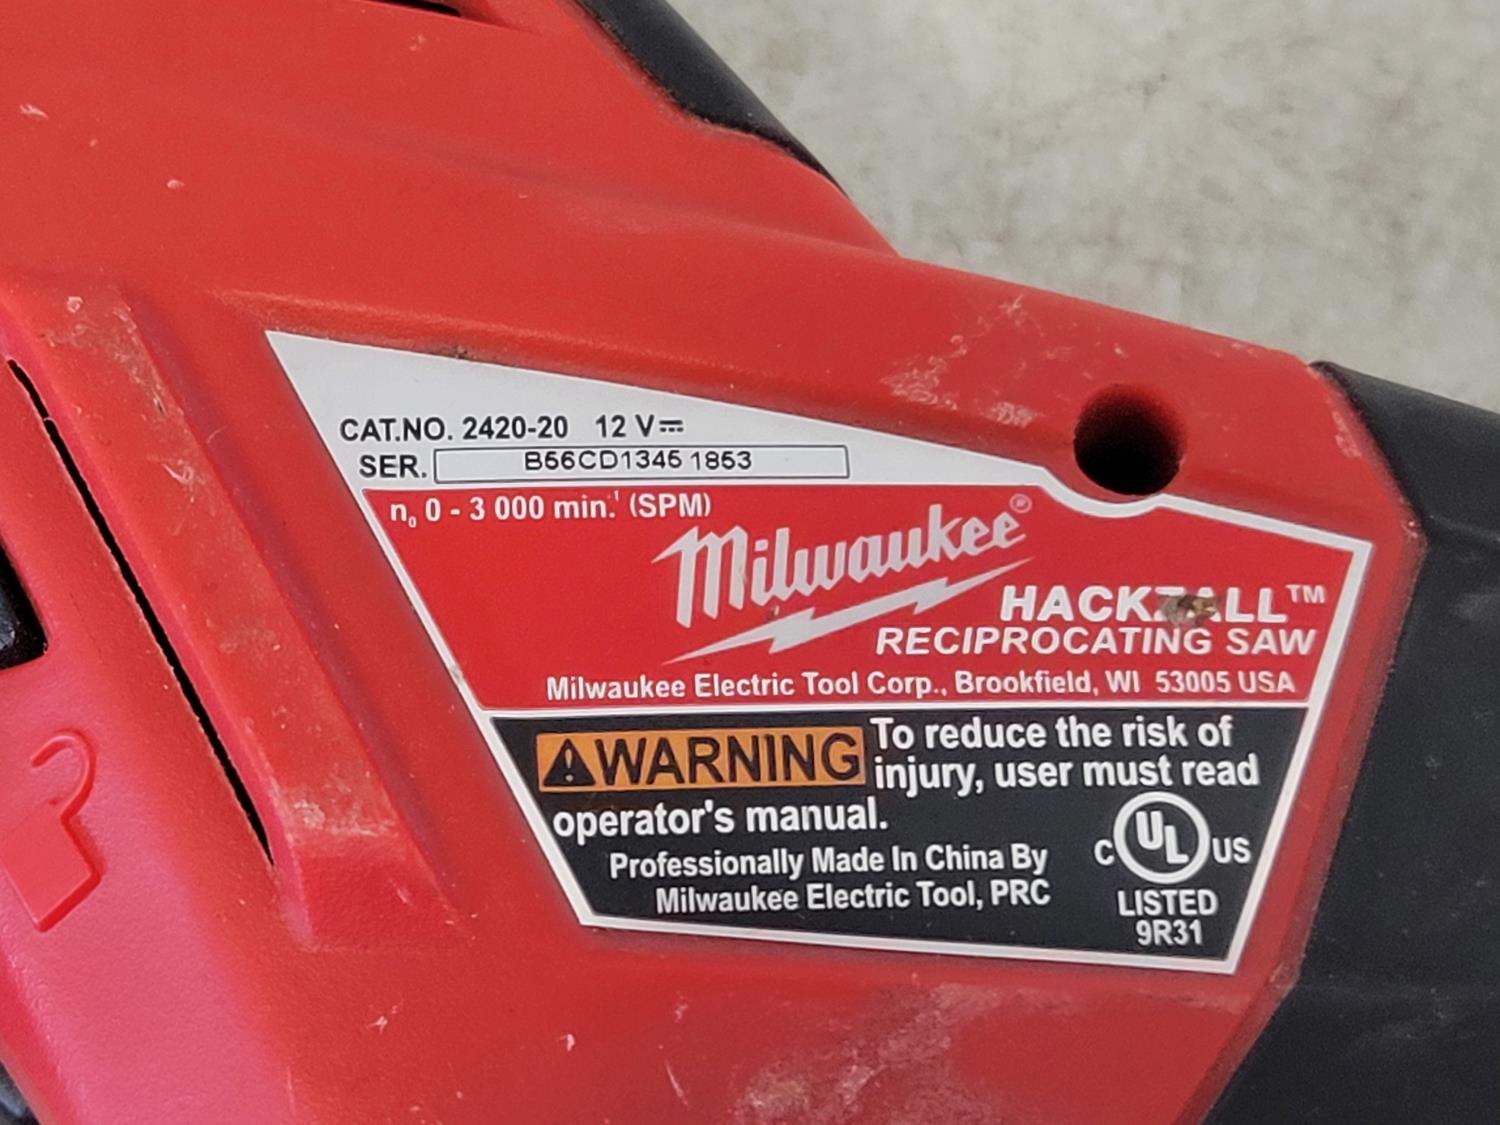 CAT.NO. 2420-20 12 V⎓
SER. B56CD1345 1853
n₀ 0 - 3 000 min.⁻¹ (SPM)
Milwaukee®
HACKZALL™
RECIPROCATING SAW
Milwaukee Electric Tool Corp., Brookfield, WI 53005 USA
⚠WARNING To reduce the risk of
injury, user must read
operator's manual.
Professionally Made In China By
Milwaukee Electric Tool, PRC
C UL US
LISTED
9R31